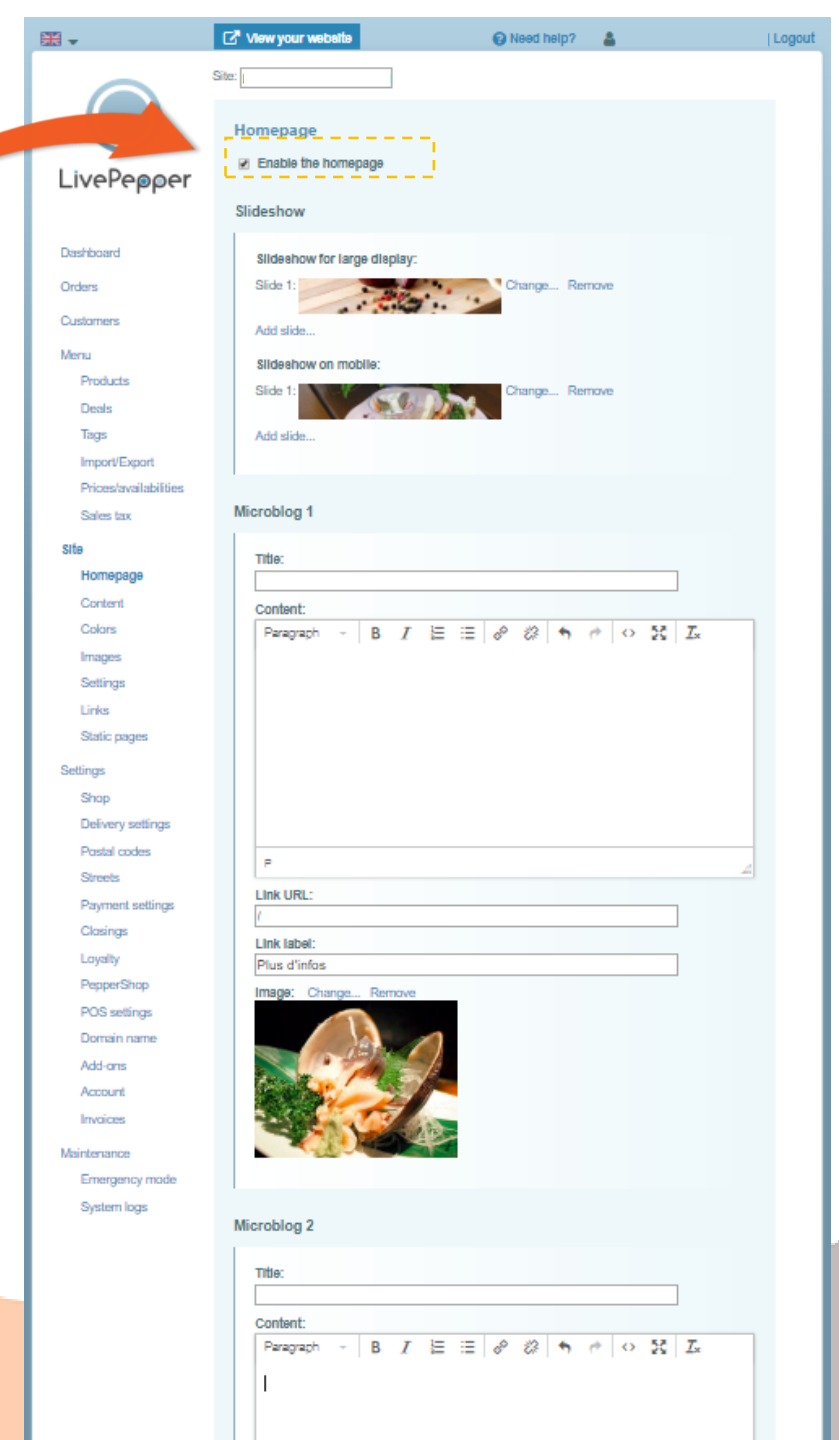 View your website
Need help?
| Logout
Site:
LivePepper
Dashboard
Orders
Customers
Menu
Products
Deals
Tags
Import/Export
Prices/availabilities
Sales tax
Site
Homepage
Content
Colors
Images
Settings
Links
Static pages
Settings
Shop
Delivery settings
Postal codes
Streets
Payment settings
Closings
Loyalty
PepperShop
POS settings
Domain name
Add-ons
Account
Invoices
Maintenance
Emergency mode
System logs
Homepage
Enable the homepage
Slideshow
Slideshow for large display:
Slide 1: Change... Remove
Add slide...
Slideshow on mobile:
Slide 1: Change... Remove
Add slide...
Microblog 1
Title:
Content:
Paragraph B I <> Ix
P
Link URL:
/
Link label:
Plus d'infos
Image: Change... Remove
Microblog 2
Title:
Content:
Paragraph B I <> Ix